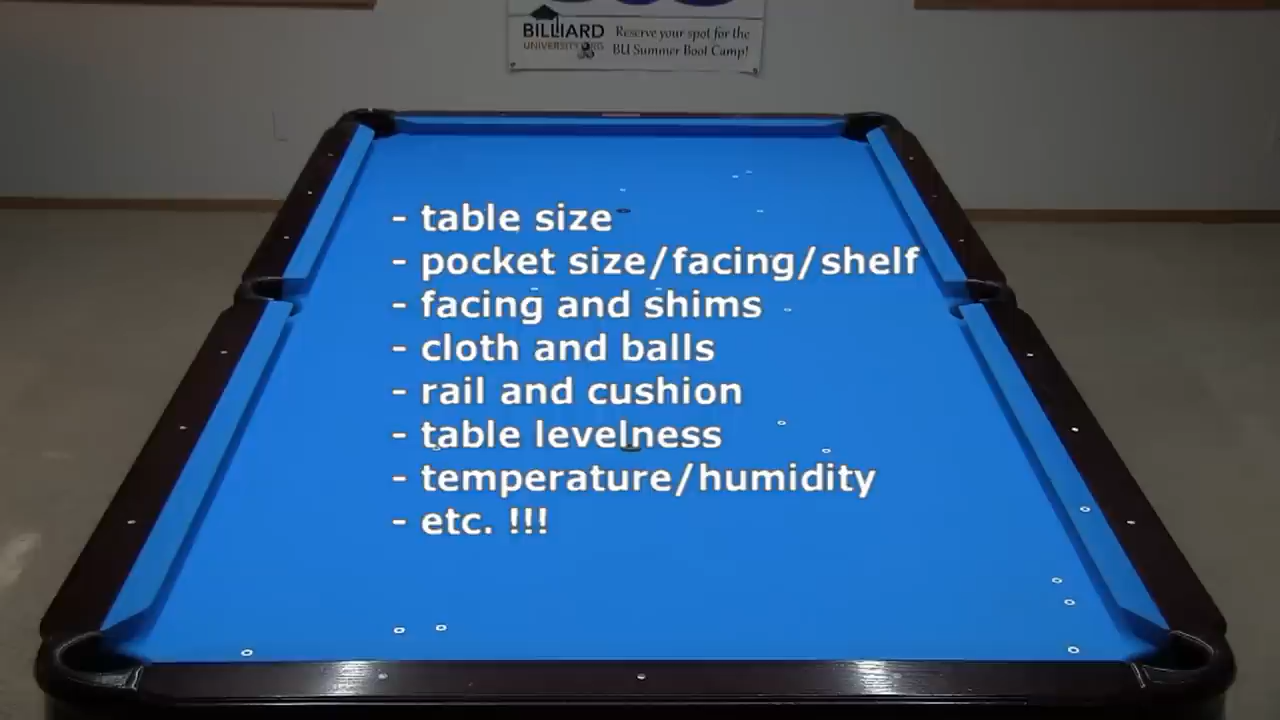 BILLIARD
UNIVERSITY.ORG
Reserve your spot for the
BU Summer Boot Camp!
- table size
- pocket size/facing/shelf
- facing and shims
- cloth and balls
- rail and cushion
- table levelness
- temperature/humidity
- etc. !!!